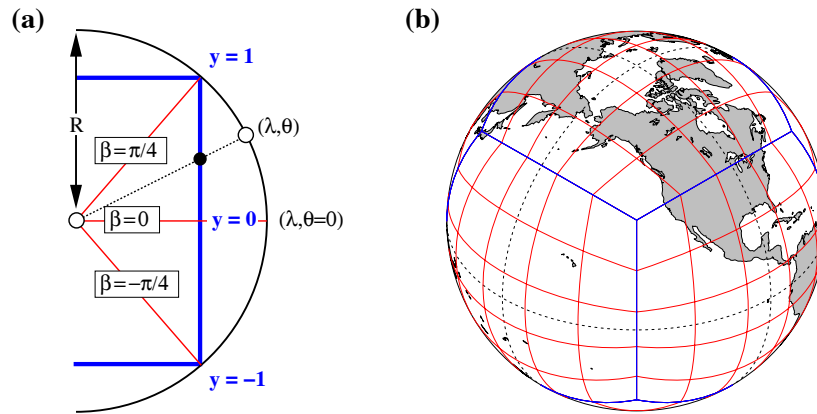 (a)
(b)
y = 1
R
(λ,θ)
β=π/4
β=0
y = 0
(λ,θ=0)
β=−π/4
y = −1